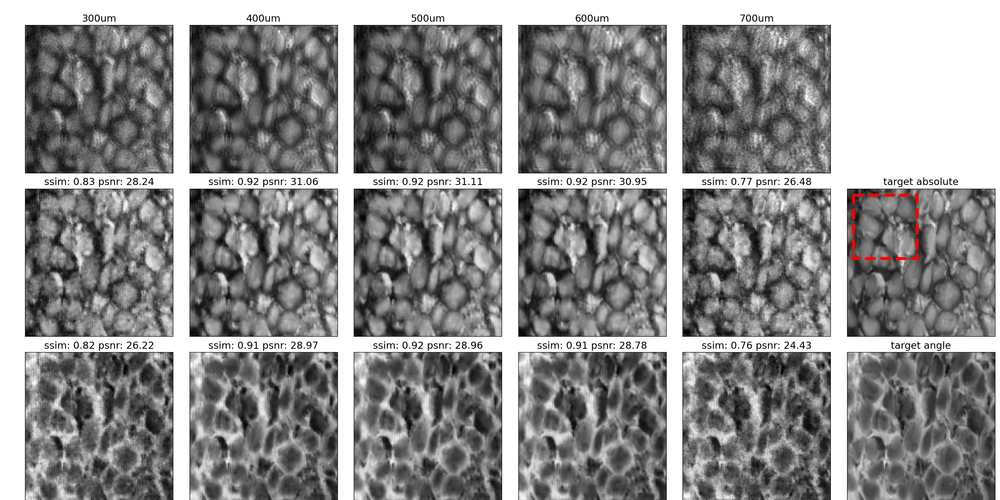 300um
400um
500um
600um
700um
ssim: 0.83 psnr: 28.24
ssim: 0.92 psnr: 31.06
ssim: 0.92 psnr: 31.11
ssim: 0.92 psnr: 30.95
ssim: 0.77 psnr: 26.48
target absolute
ssim: 0.82 psnr: 26.22
ssim: 0.91 psnr: 28.97
ssim: 0.92 psnr: 28.96
ssim: 0.91 psnr: 28.78
ssim: 0.76 psnr: 24.43
target angle